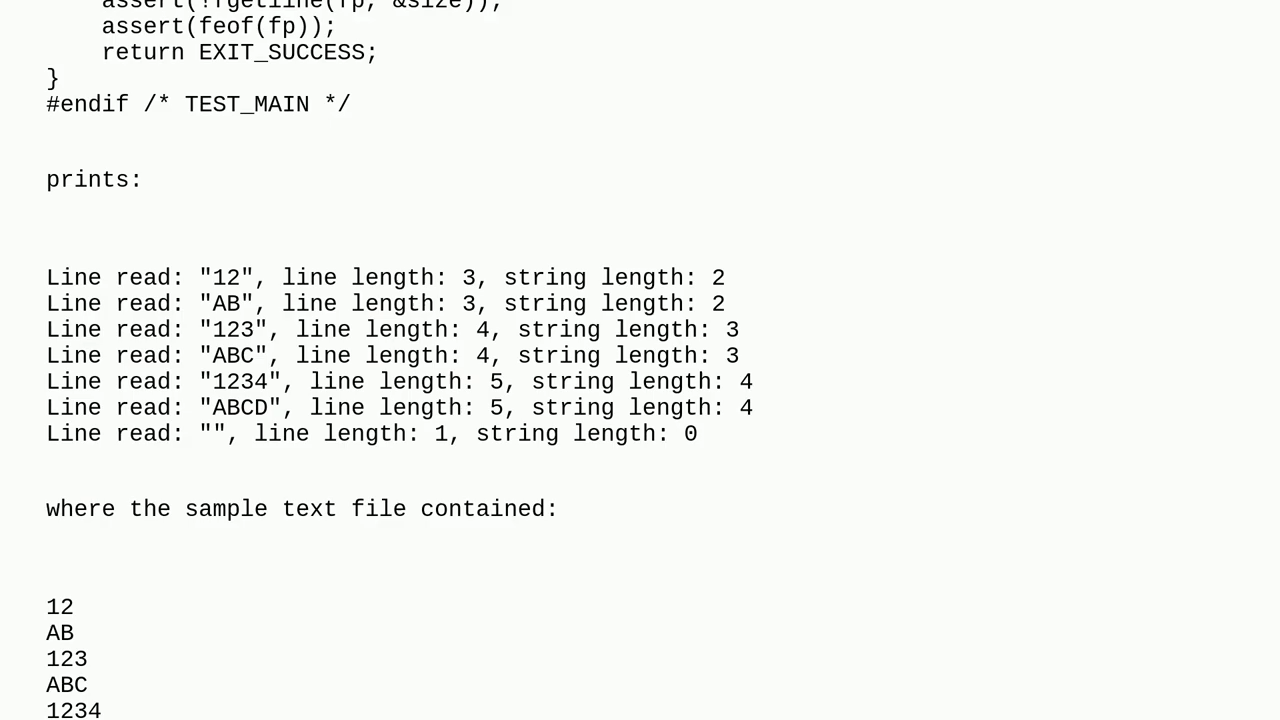 assert(!fgetline(fp, &size));
assert(feof(fp));
return EXIT_SUCCESS;
}
#endif /* TEST_MAIN */
prints:
Line read: "12", line length: 3, string length: 2
Line read: "AB", line length: 3, string length: 2
Line read: "123", line length: 4, string length: 3
Line read: "ABC", line length: 4, string length: 3
Line read: "1234", line length: 5, string length: 4
Line read: "ABCD", line length: 5, string length: 4
Line read: "", line length: 1, string length: 0
where the sample text file contained:
12
AB
123
ABC
1234